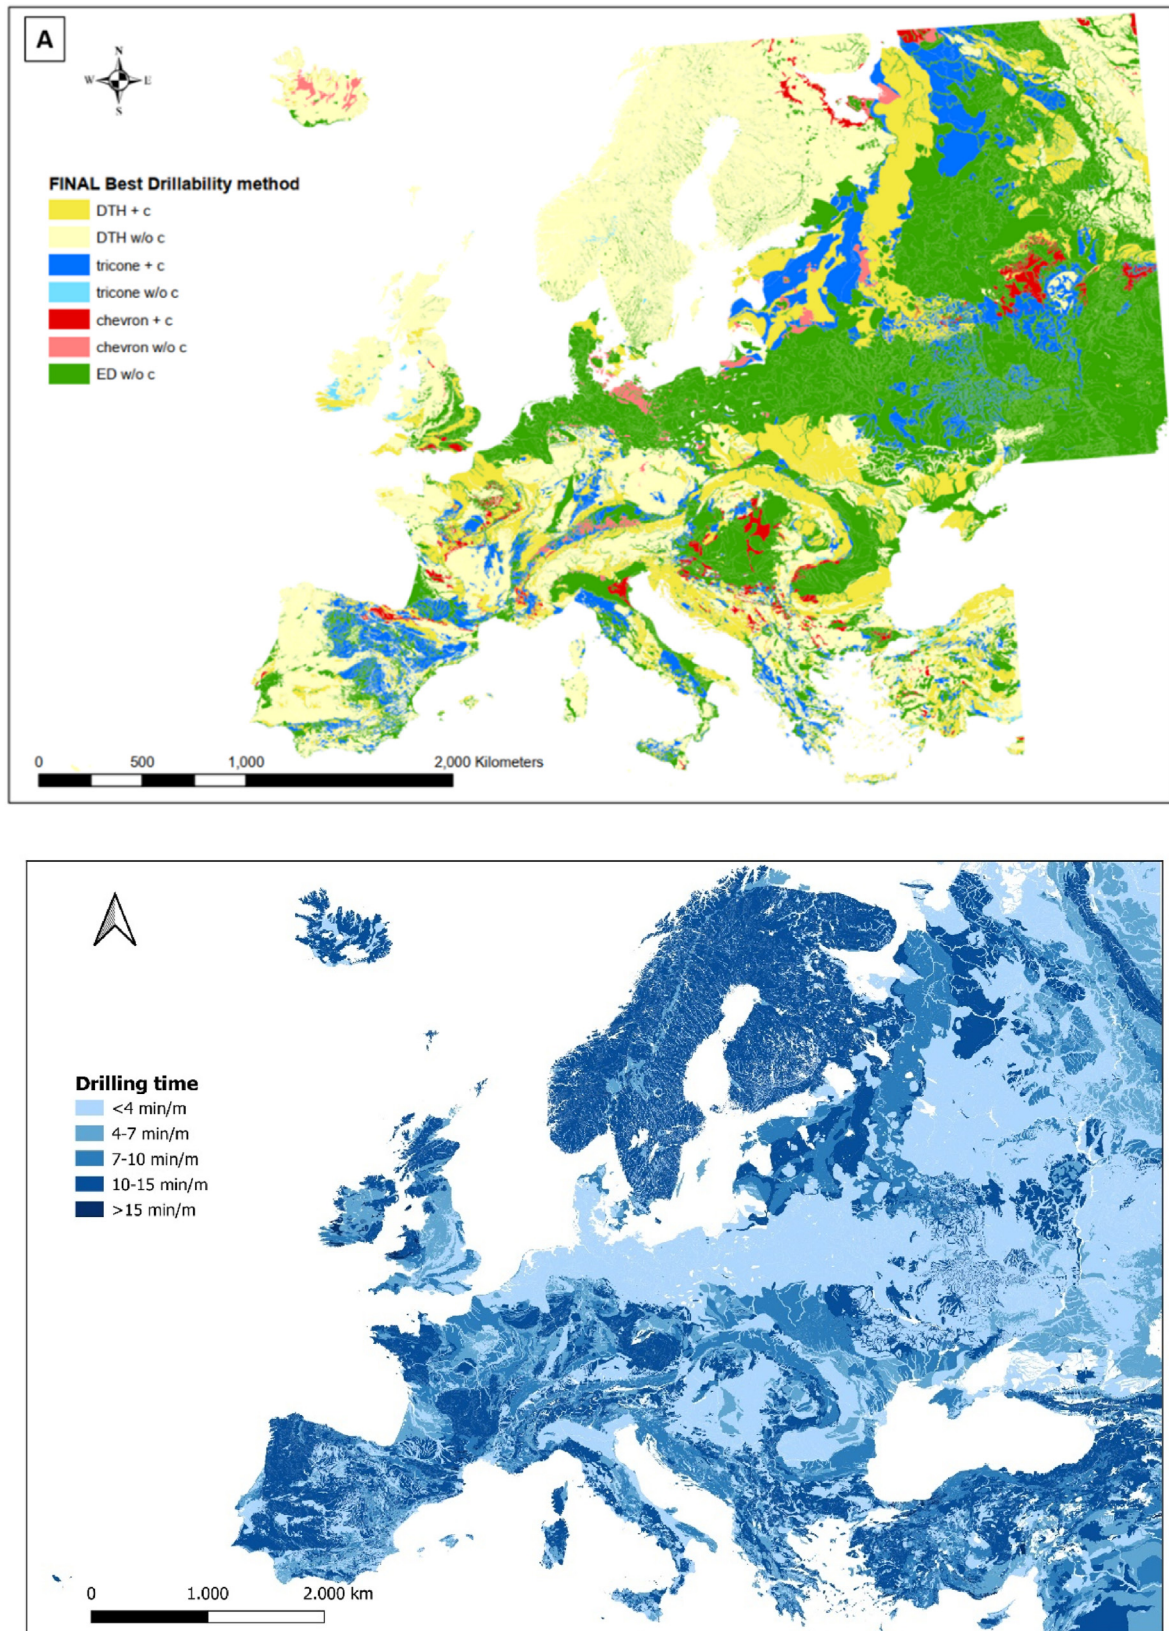 A
N
W E
S
FINAL Best Drillability method
DTH + c
DTH w/o c
tricone + c
tricone w/o c
chevron + c
chevron w/o c
ED w/o c
0 500 1,000 2,000 Kilometers
Drilling time
<4 min/m
4-7 min/m
7-10 min/m
10-15 min/m
>15 min/m
0 1.000 2.000 km